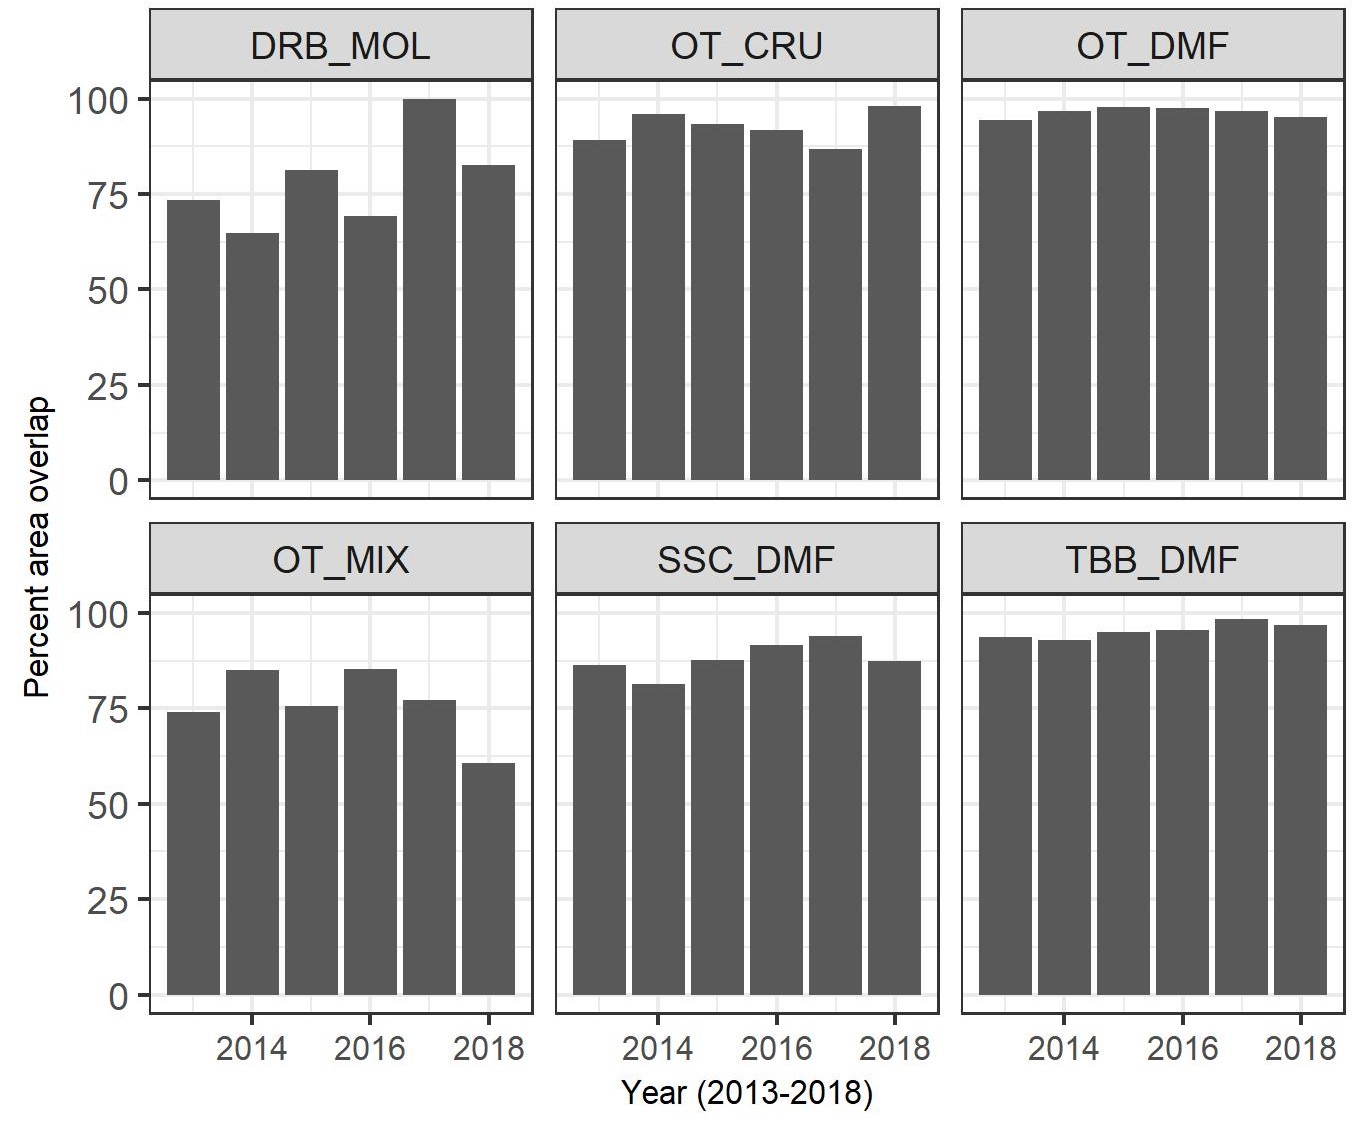 DRB_MOL OT_CRU OT_DMF
100
75
50
25
0
OT_MIX SSC_DMF TBB_DMF
100
75
50
25
0
Percent area overlap
2014 2016 2018 2014 2016 2018 2014 2016 2018
Year (2013-2018)